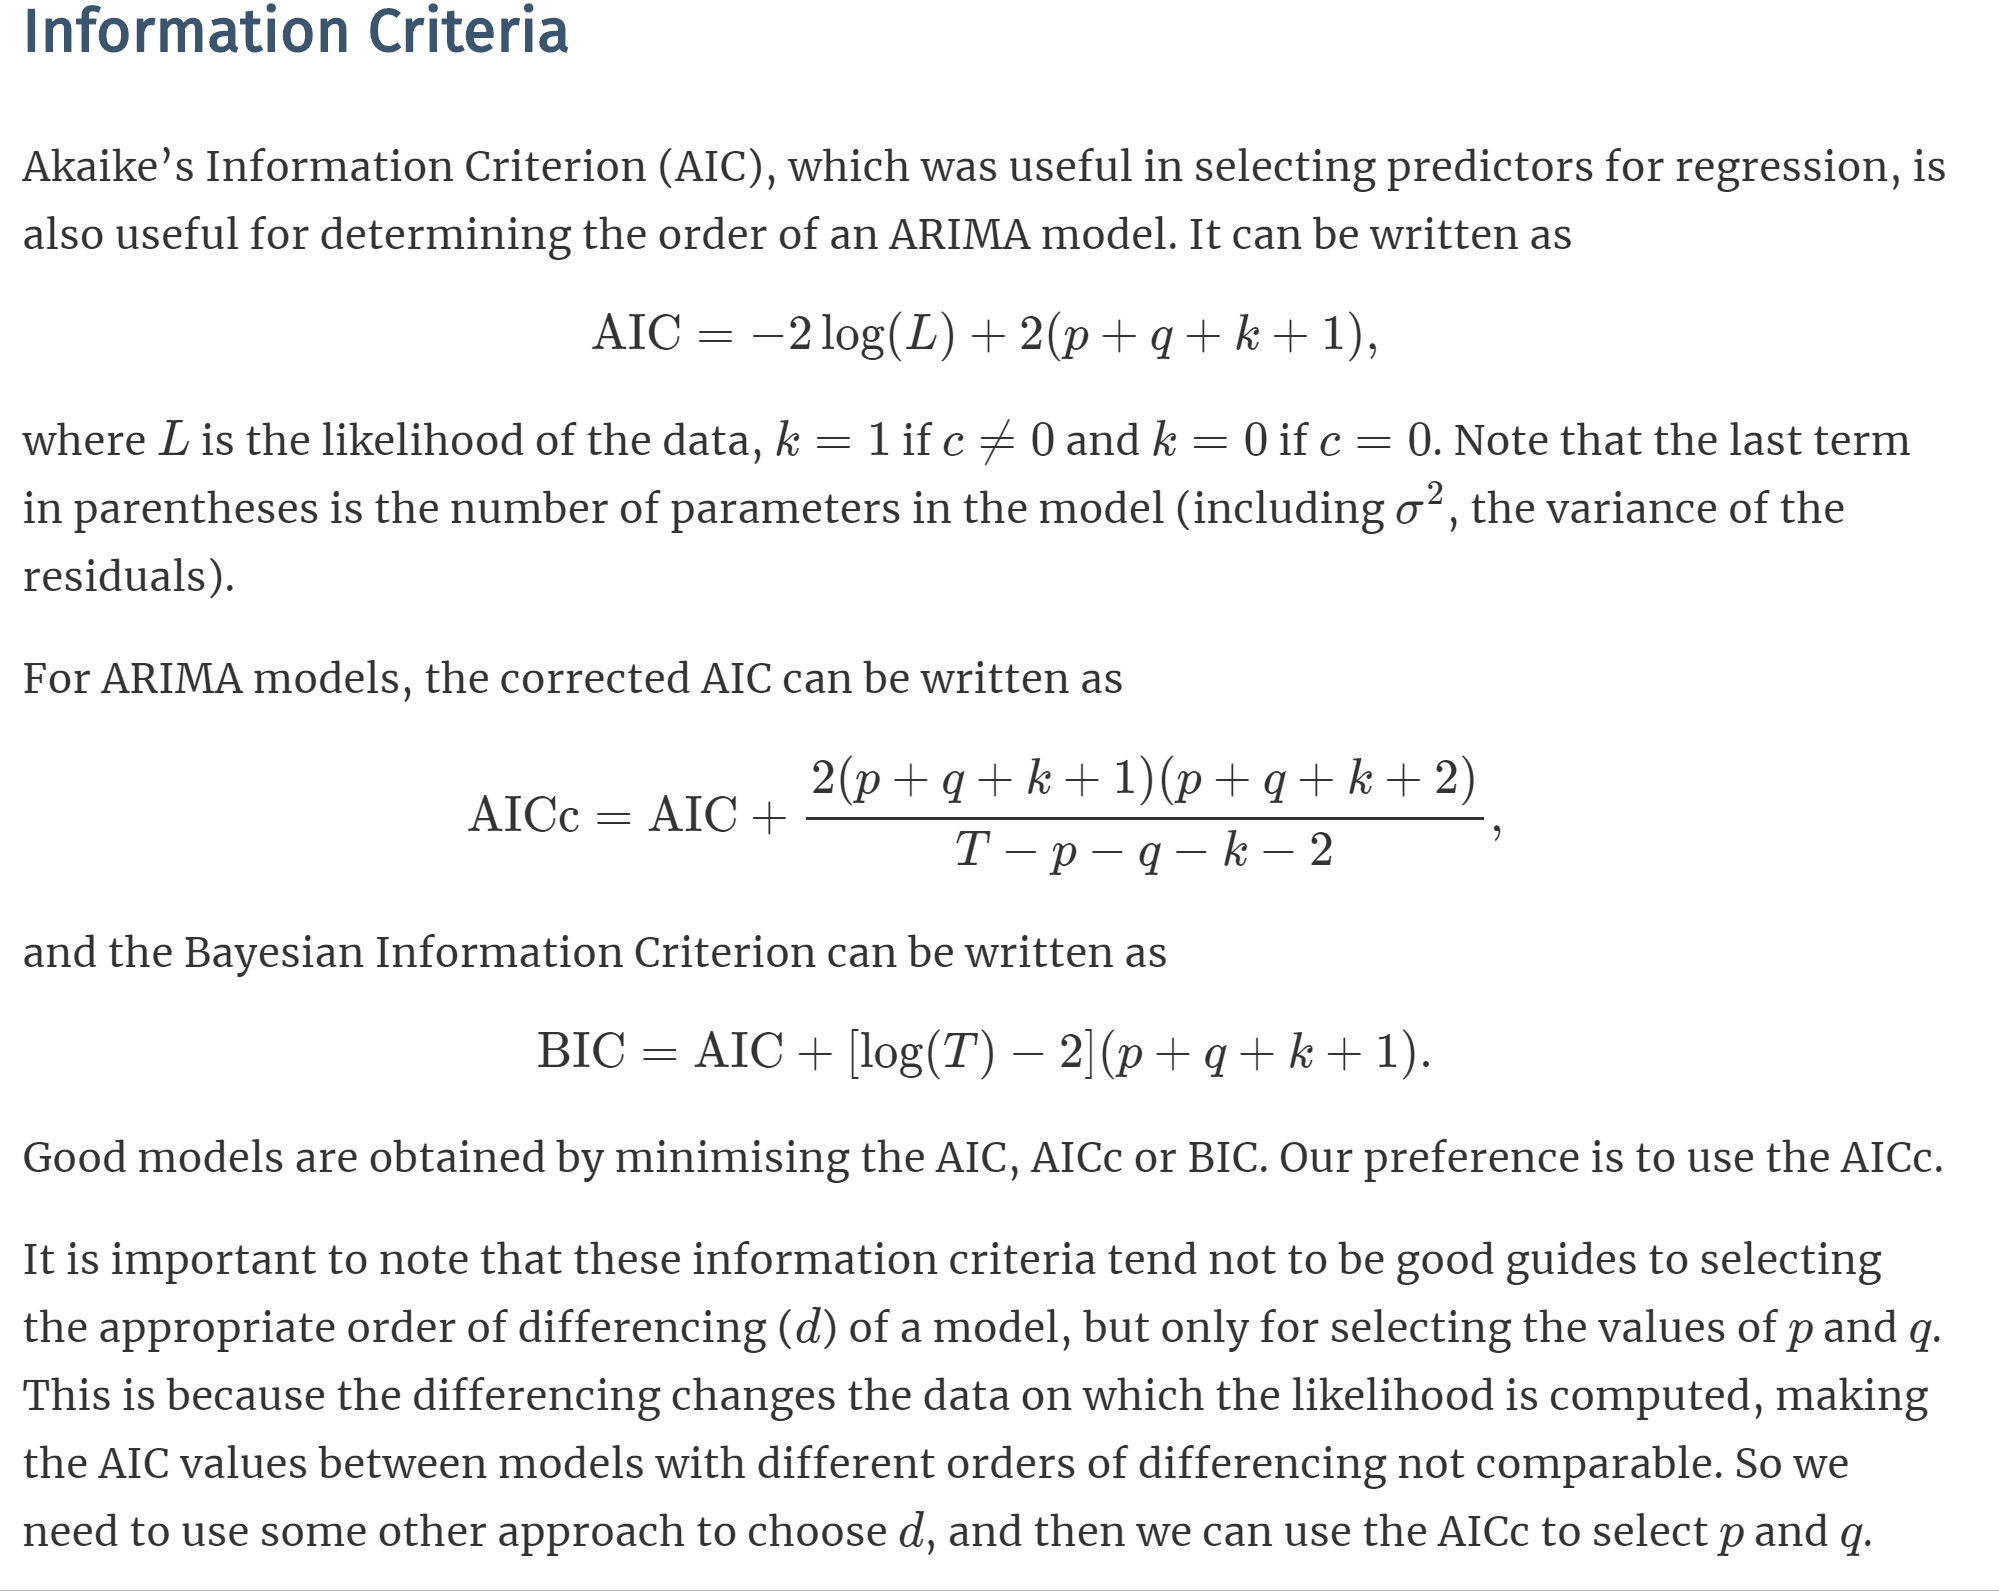 Information Criteria
Akaike’s Information Criterion (AIC), which was useful in selecting predictors for regression, is
also useful for determining the order of an ARIMA model. It can be written as
AIC = −2 log(L) + 2(p + q + k + 1),
where L is the likelihood of the data, k = 1 if c ≠ 0 and k = 0 if c = 0. Note that the last term
in parentheses is the number of parameters in the model (including σ², the variance of the
residuals).
For ARIMA models, the corrected AIC can be written as
AICc = AIC + \frac{2(p + q + k + 1)(p + q + k + 2)}{T − p − q − k − 2},
and the Bayesian Information Criterion can be written as
BIC = AIC + [log(T) − 2](p + q + k + 1).
Good models are obtained by minimising the AIC, AICc or BIC. Our preference is to use the AICc.
It is important to note that these information criteria tend not to be good guides to selecting
the appropriate order of differencing (d) of a model, but only for selecting the values of p and q.
This is because the differencing changes the data on which the likelihood is computed, making
the AIC values between models with different orders of differencing not comparable. So we
need to use some other approach to choose d, and then we can use the AICc to select p and q.